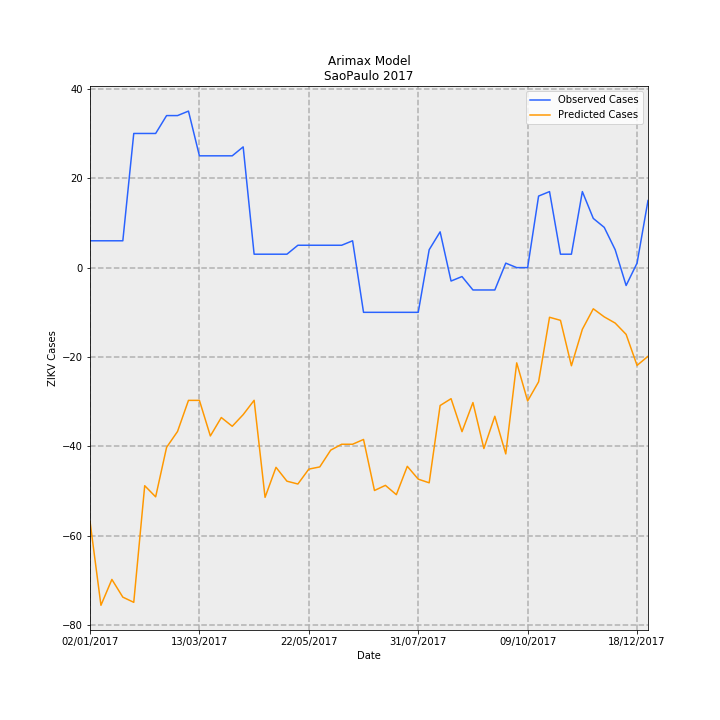 Arimax Model
SaoPaulo 2017
Observed Cases
Predicted Cases
ZIKV Cases
40
20
0
−20
−40
−60
−80
02/01/2017 13/03/2017 22/05/2017 31/07/2017 09/10/2017 18/12/2017
Date